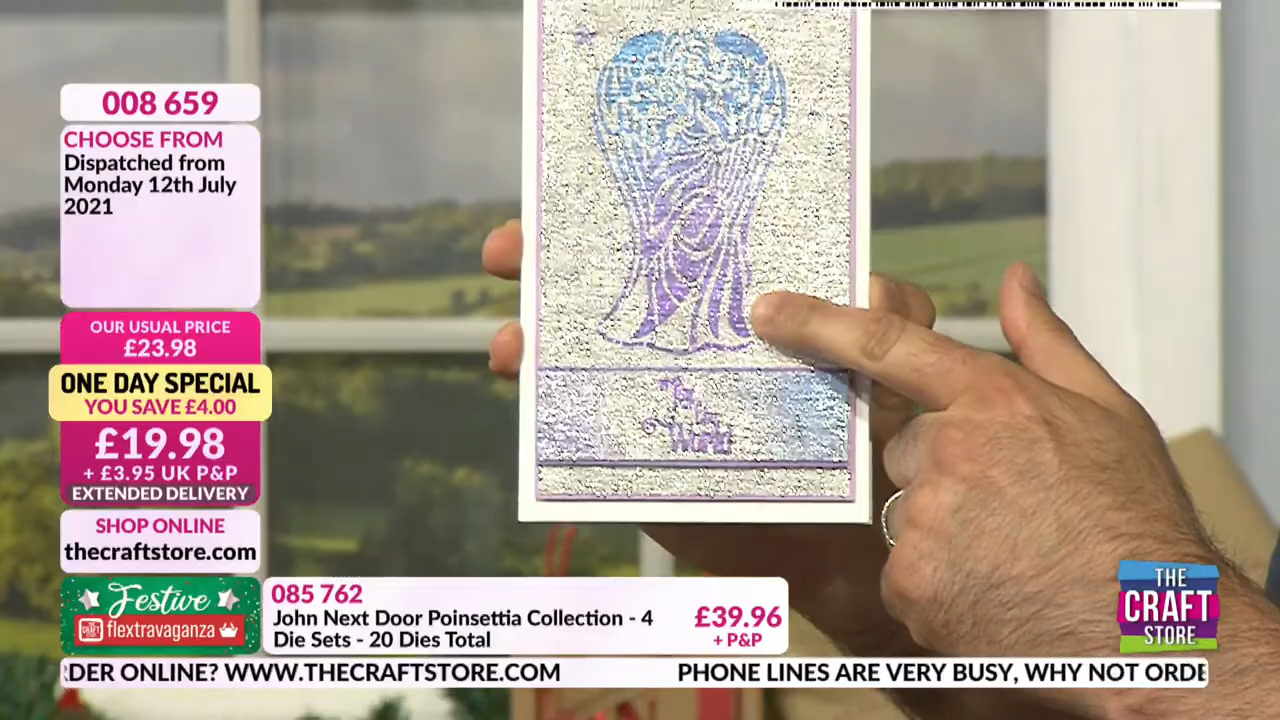 008 659
CHOOSE FROM
Dispatched from
Monday 12th July
2021
OUR USUAL PRICE
£23.98
ONE DAY SPECIAL
YOU SAVE £4.00
£19.98
+ £3.95 UK P&P
EXTENDED DELIVERY
SHOP ONLINE
thecraftstore.com
Festive
THE CRAFT STORE flextravaganza
085 762
John Next Door Poinsettia Collection - 4
Die Sets - 20 Dies Total
£39.96
+ P&P
THE
CRAFT
STORE
DER ONLINE? WWW.THECRAFTSTORE.COM PHONE LINES ARE VERY BUSY, WHY NOT ORDE